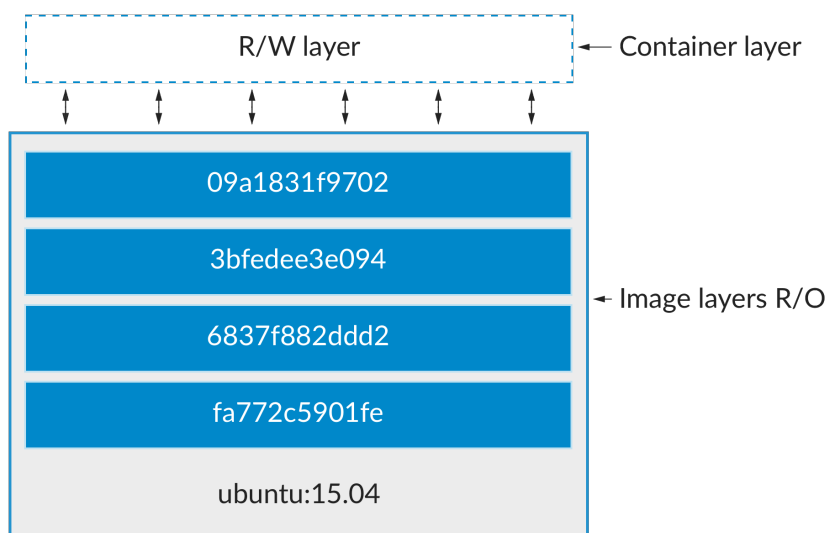 R/W layer
Container layer
09a1831f9702
3bfedee3e094
Image layers R/O
6837f882ddd2
fa772c5901fe
ubuntu:15.04